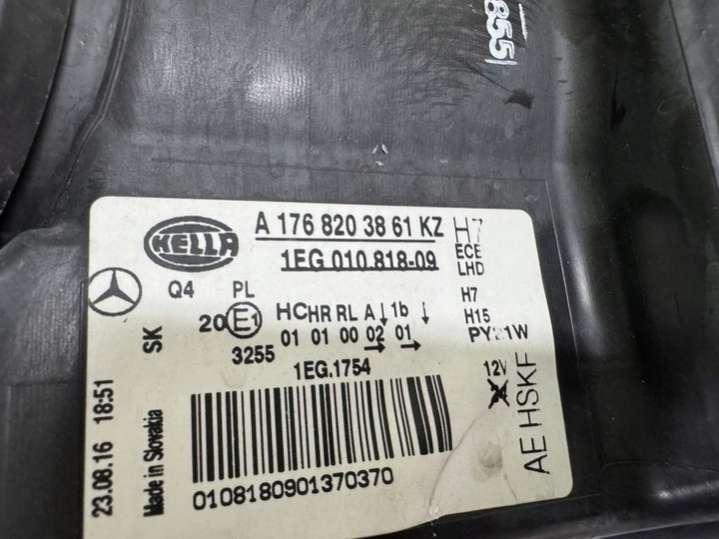 855
HELLA
A 176 820 38 61 KZ
1EG 010.818-09
H7
ECE
LHD
Q4 PL
20 E1
3255
HCHR RL A 1b
01 01 00 02 01
H7
H15
PY21W
1EG.1754
12V
AE HSKF
SK
23.08.16 18:51
Made in Slovakia
0108180901370370